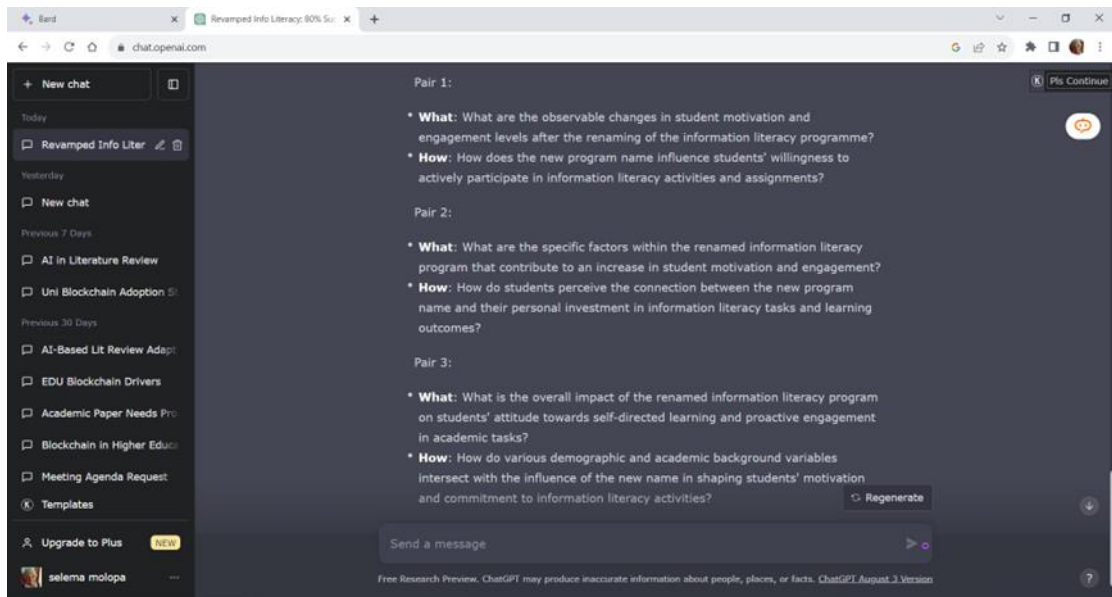 Bard
Revamped Info Literacy: 80% Su
chat.openai.com
New chat
Pls Continue
Today
Revamped Info Liter
Yesterday
New chat
Previous 7 Days
AI in Literature Review
Uni Blockchain Adoption St
Previous 30 Days
AI-Based Lit Review Adapt
EDU Blockchain Drivers
Academic Paper Needs Pro
Blockchain in Higher Educa
Meeting Agenda Request
Templates
Upgrade to Plus NEW
selema molopa
Pair 1:
• What: What are the observable changes in student motivation and
engagement levels after the renaming of the information literacy programme?
• How: How does the new program name influence students' willingness to
actively participate in information literacy activities and assignments?
Pair 2:
• What: What are the specific factors within the renamed information literacy
program that contribute to an increase in student motivation and engagement?
• How: How do students perceive the connection between the new program
name and their personal investment in information literacy tasks and learning
outcomes?
Pair 3:
• What: What is the overall impact of the renamed information literacy program
on students' attitude towards self-directed learning and proactive engagement
in academic tasks?
• How: How do various demographic and academic background variables
intersect with the influence of the new name in shaping students' motivation
and commitment to information literacy activities?
Regenerate
Send a message
Free Research Preview. ChatGPT may produce inaccurate information about people, places, or facts. ChatGPT August 3 Version